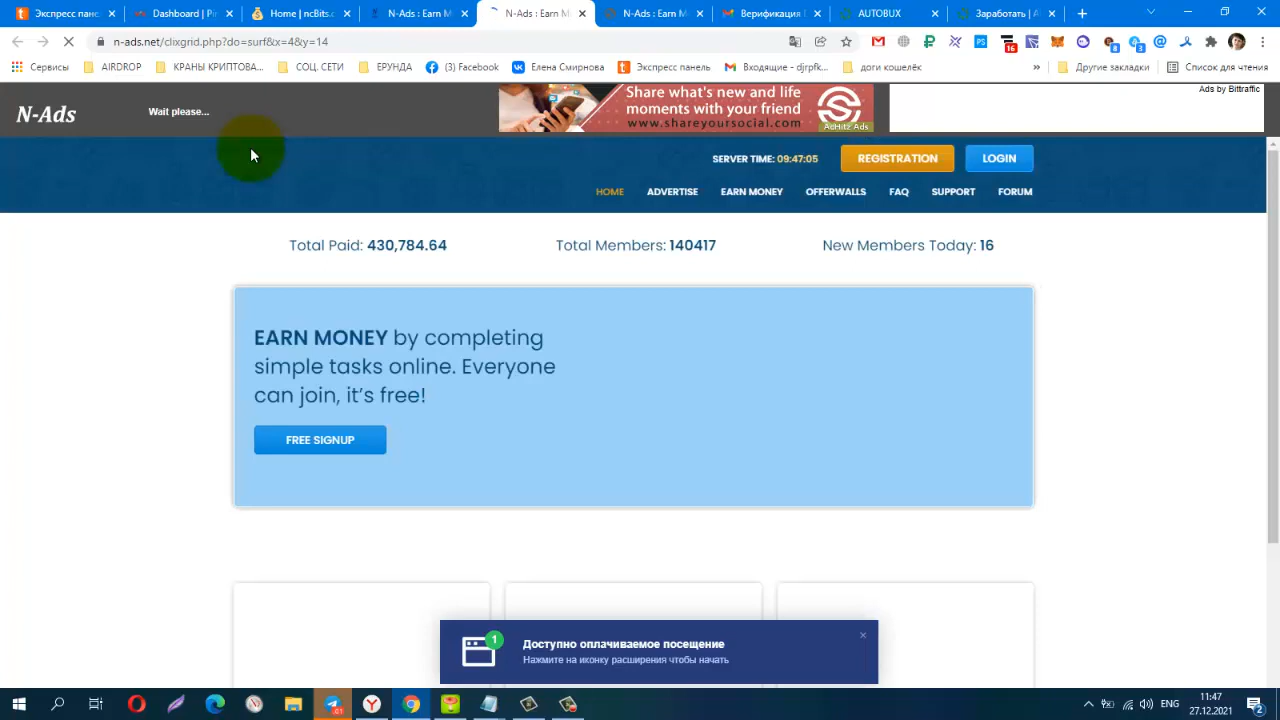 Экспресс пане
Dashboard | Pi
Home | ncBits.c
N-Ads : Earn M
N-Ads : Earn M
N-Ads : Earn M
Верификация
AUTOBUX
Заработать |
n-ads.net/clixgrid.php?do=surf&x=4&y=14
16
8
3
Сервисы
AIRDROP
КРАНЫ КРИПТОВА...
СОЦ. СЕТИ
ЕРУНДА
(3) Facebook
Елена Смирнова
Экспресс панель
Входящие - djrpfk...
доги кошелёк
»
Другие закладки
Список для чтения
N-Ads
Wait please...
Share what's new and life
moments with your friend
www.shareyoursocial.com
AdHitz Ads
Ads by Bitraffic
SERVER TIME: 09:47:05
REGISTRATION
LOGIN
HOME
ADVERTISE
EARN MONEY
OFFERWALLS
FAQ
SUPPORT
FORUM
Total Paid: 430,784.64
Total Members: 140417
New Members Today: 16
EARN MONEY by completing
simple tasks online. Everyone
can join, it's free!
FREE SIGNUP
1
Доступно оплачиваемое посещение
Нажмите на иконку расширения чтобы начать
ENG
11:47
27.12.2021
2